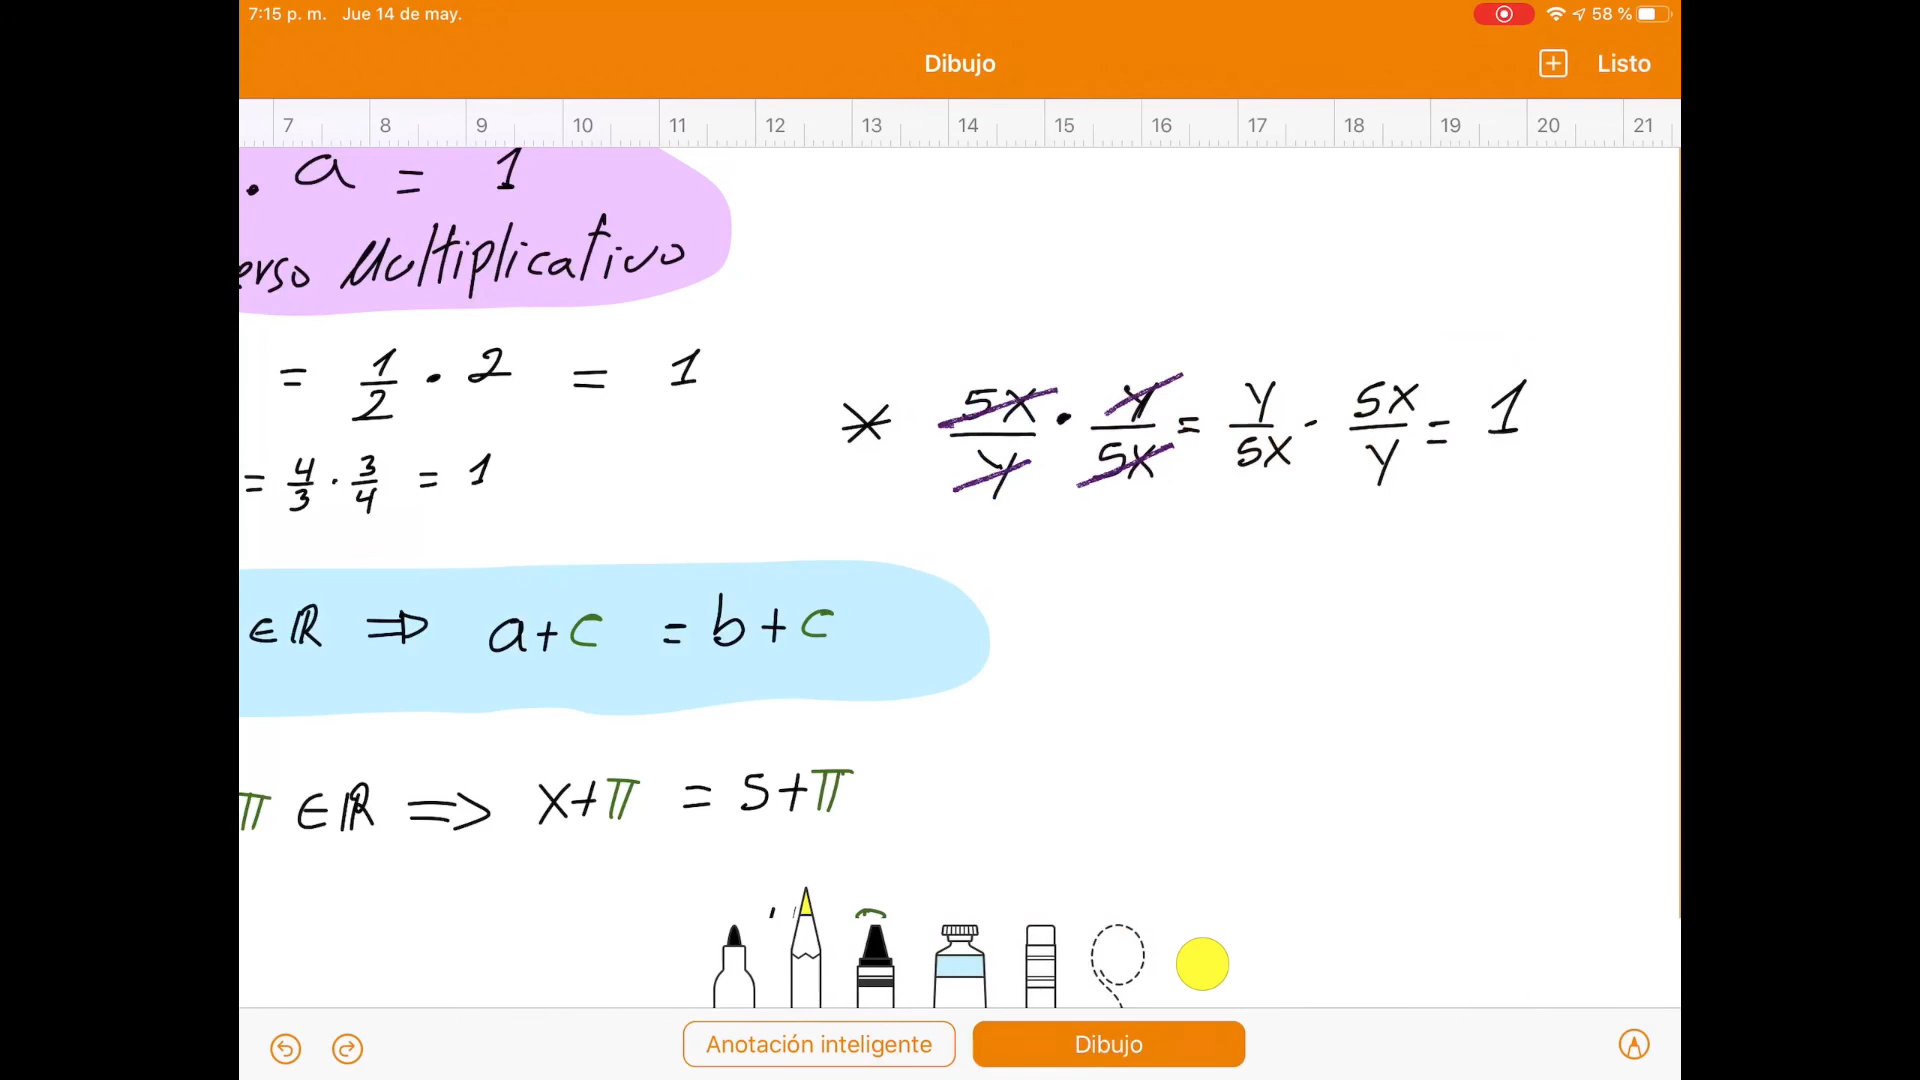 7:15 p. m. Jue 14 de may. 58 %
Dibujo Listo
7 8 9 10 11 12 13 14 15 16 17 18 19 20 21
· a = 1
erso Multiplicativo
= 1/2 · 2 = 1
* 5x/y · y/5x = y/5x · 5x/y = 1
= 4/3 · 3/4 = 1
∈ ℝ ⇒ a+c = b+c
π ∈ ℝ ⇒ x+π = 5+π
Anotación inteligente Dibujo